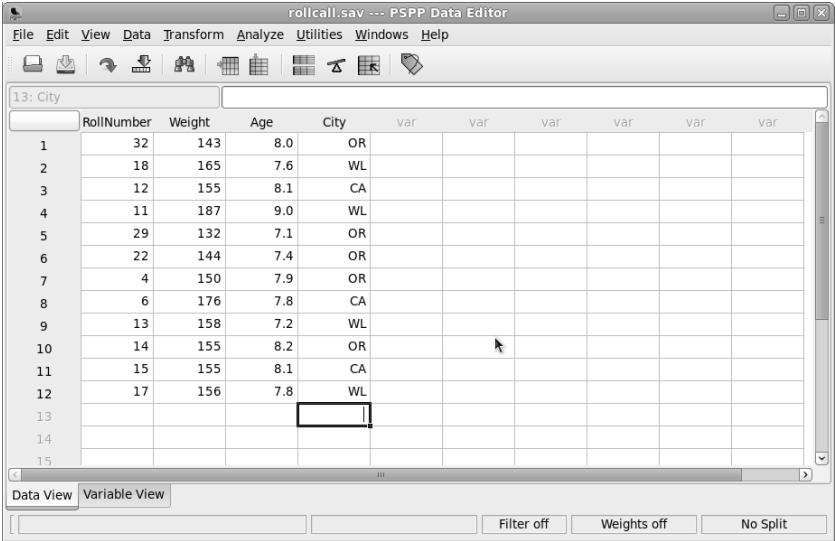 rollcall.sav --- PSPP Data Editor
File Edit View Data Transform Analyze Utilities Windows Help
13: City
RollNumber Weight Age City var var var var var var
1 32 143 8.0 OR
2 18 165 7.6 WL
3 12 155 8.1 CA
4 11 187 9.0 WL
5 29 132 7.1 OR
6 22 144 7.4 OR
7 4 150 7.9 OR
8 6 176 7.8 CA
9 13 158 7.2 WL
10 14 155 8.2 OR
11 15 155 8.1 CA
12 17 156 7.8 WL
13
14
15
Data View Variable View
Filter off Weights off No Split